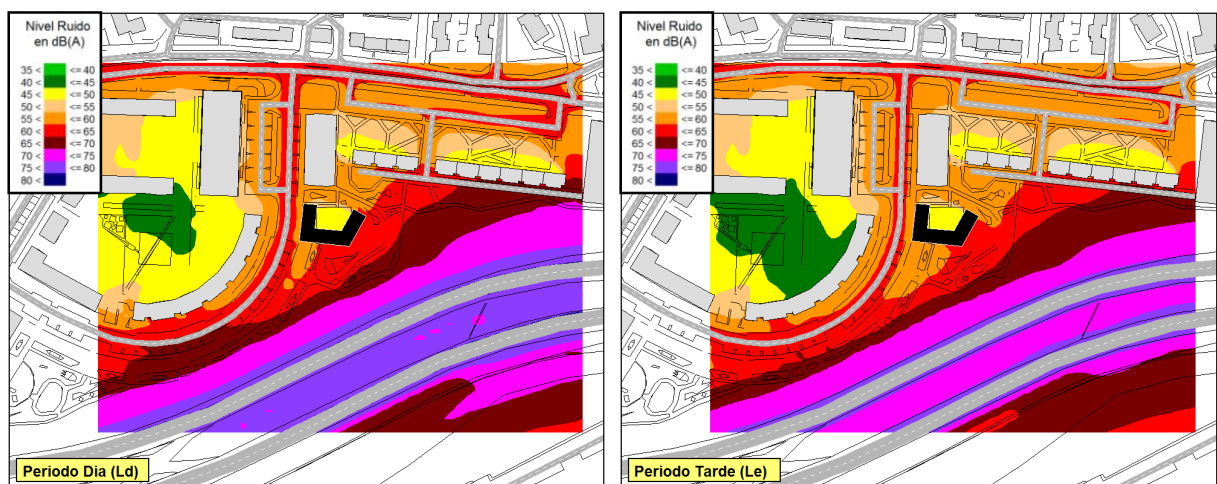 Nivel Ruido
en dB(A)
35 < <= 40
40 < <= 45
45 < <= 50
50 < <= 55
55 < <= 60
60 < <= 65
65 < <= 70
70 < <= 75
75 < <= 80
80 <
Periodo Dia (Ld)
Nivel Ruido
en dB(A)
35 < <= 40
40 < <= 45
45 < <= 50
50 < <= 55
55 < <= 60
60 < <= 65
65 < <= 70
70 < <= 75
75 < <= 80
80 <
Periodo Tarde (Le)